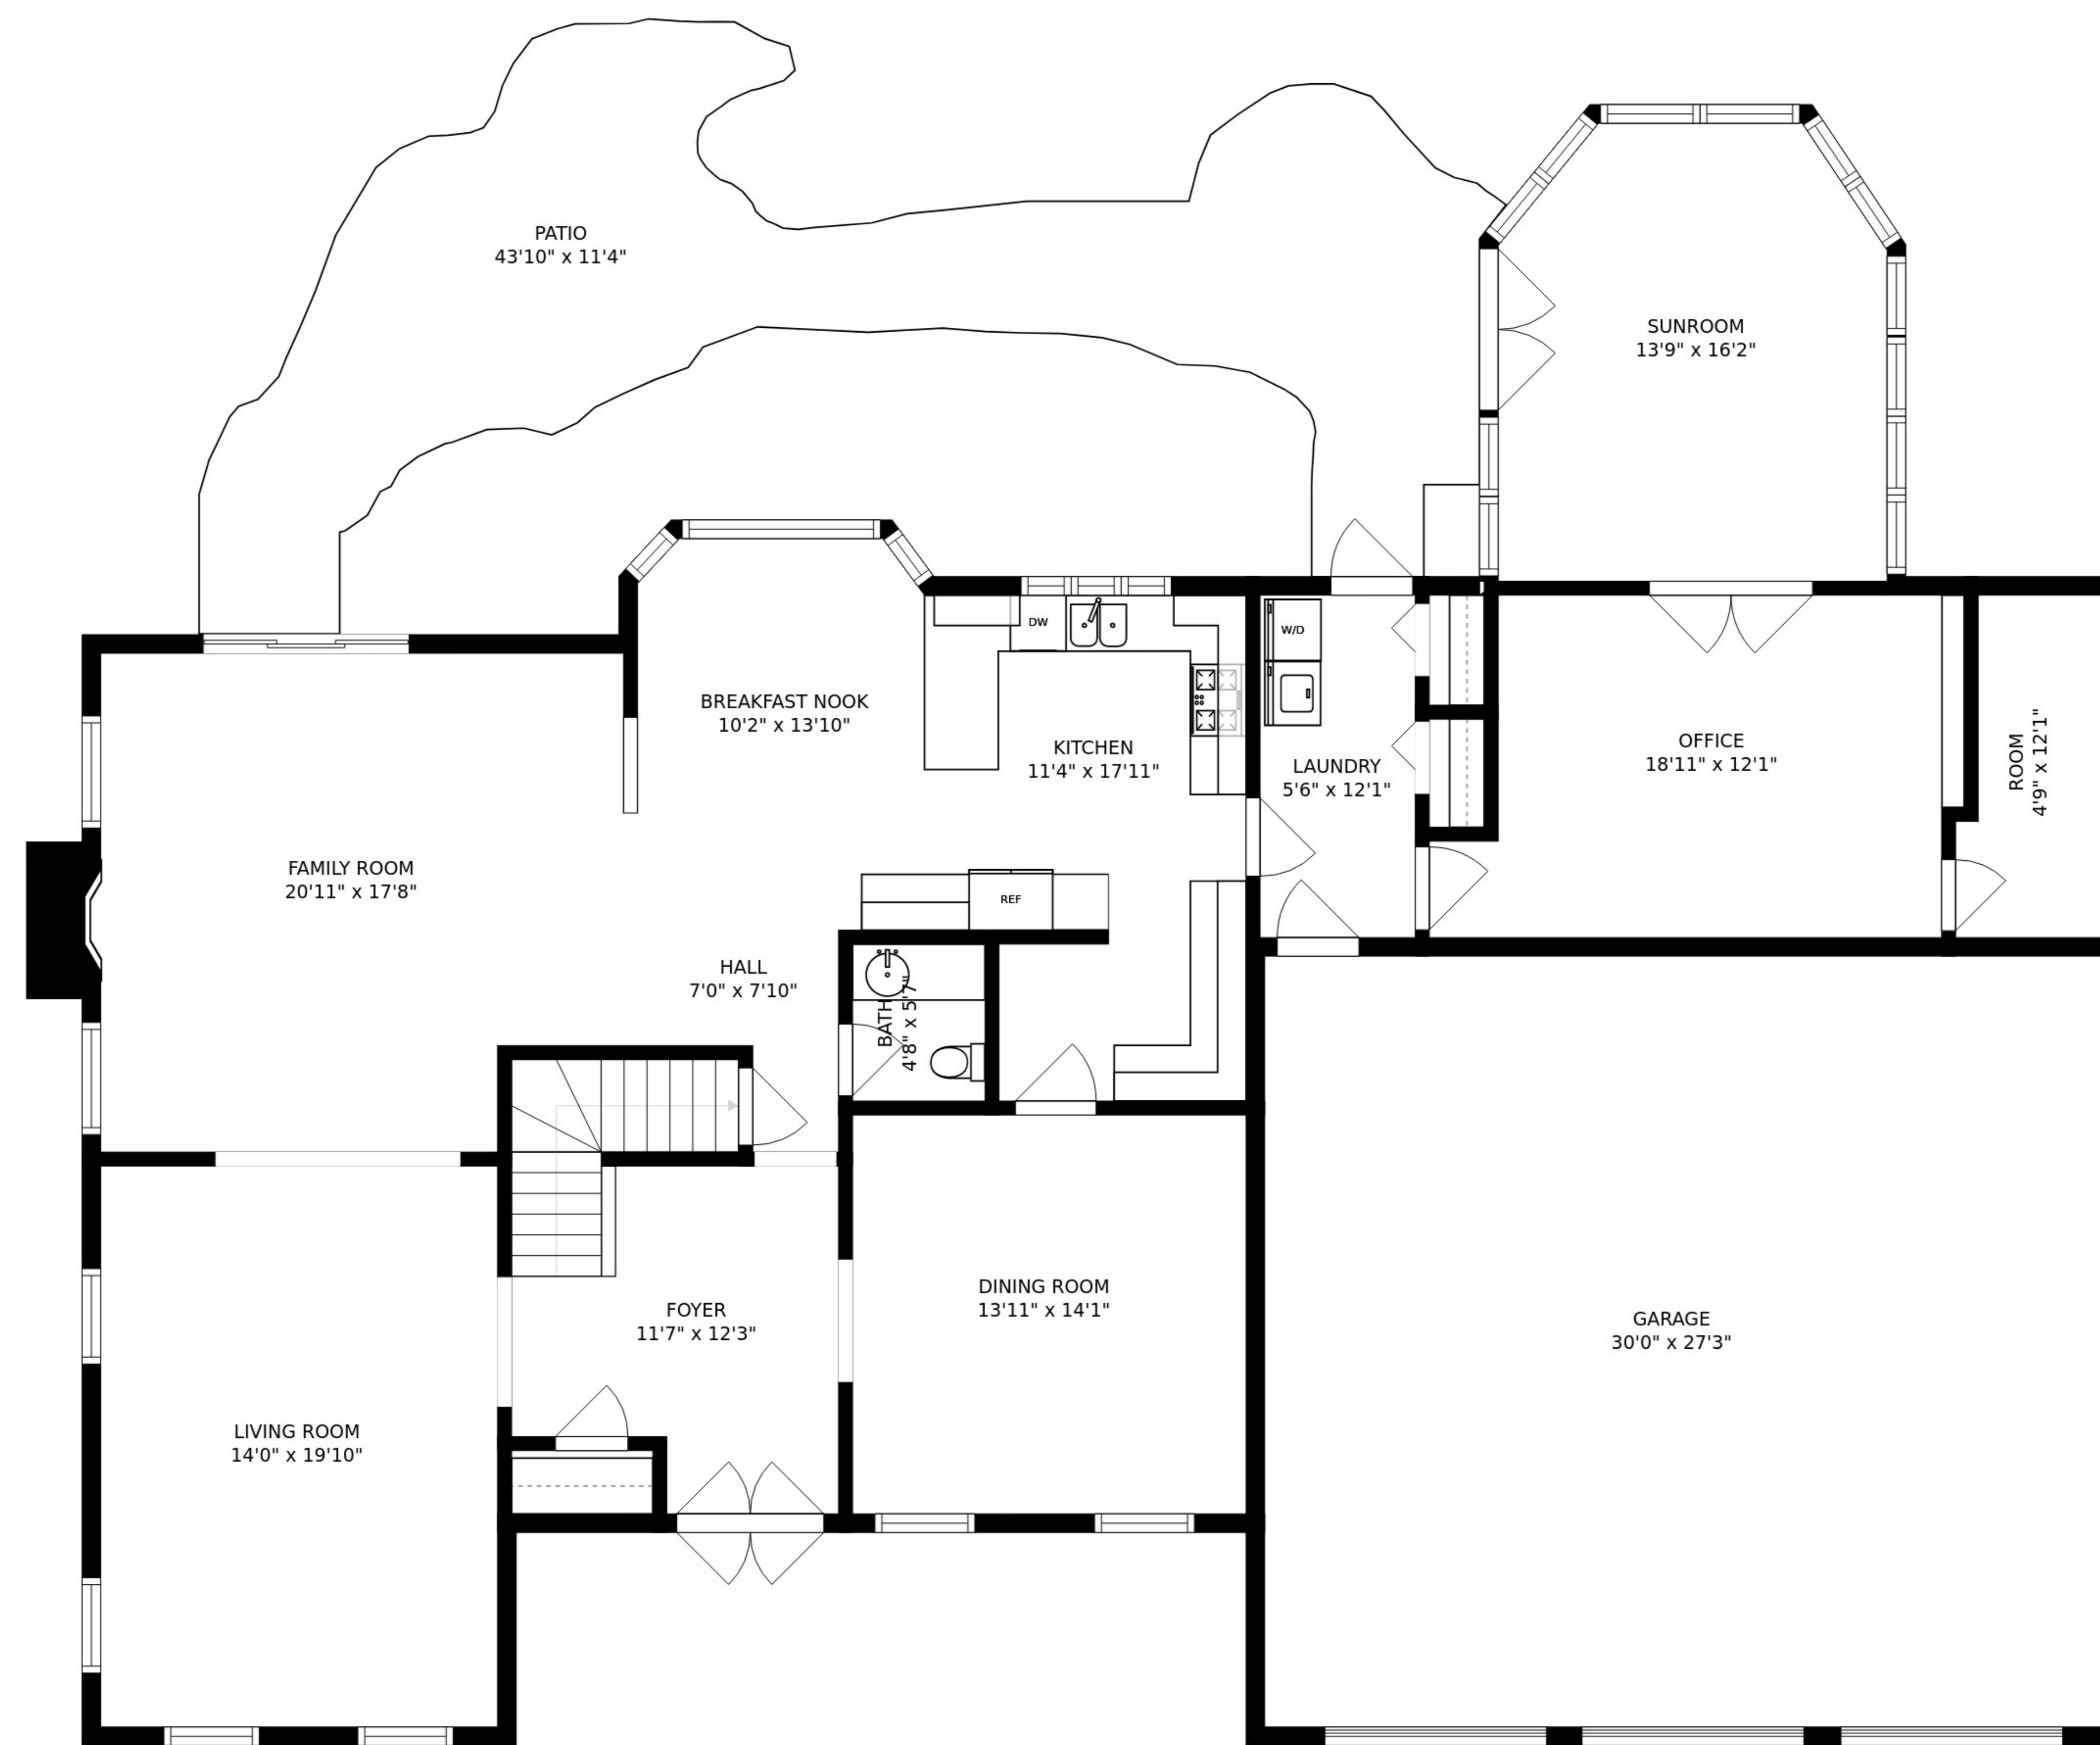 PATIO
43'10" x 11'4"
SUNROOM
13'9" x 16'2"
DW
W/D
BREAKFAST NOOK
10'2" x 13'10"
KITCHEN
11'4" x 17'11"
LAUNDRY
5'6" x 12'1"
OFFICE
18'11" x 12'1"
ROOM
4'9" x 12'1"
FAMILY ROOM
20'11" x 17'8"
REF
HALL
7'0" x 7'10"
BATH
4'8" x 5'7"
FOYER
11'7" x 12'3"
DINING ROOM
13'11" x 14'1"
GARAGE
30'0" x 27'3"
LIVING ROOM
14'0" x 19'10"